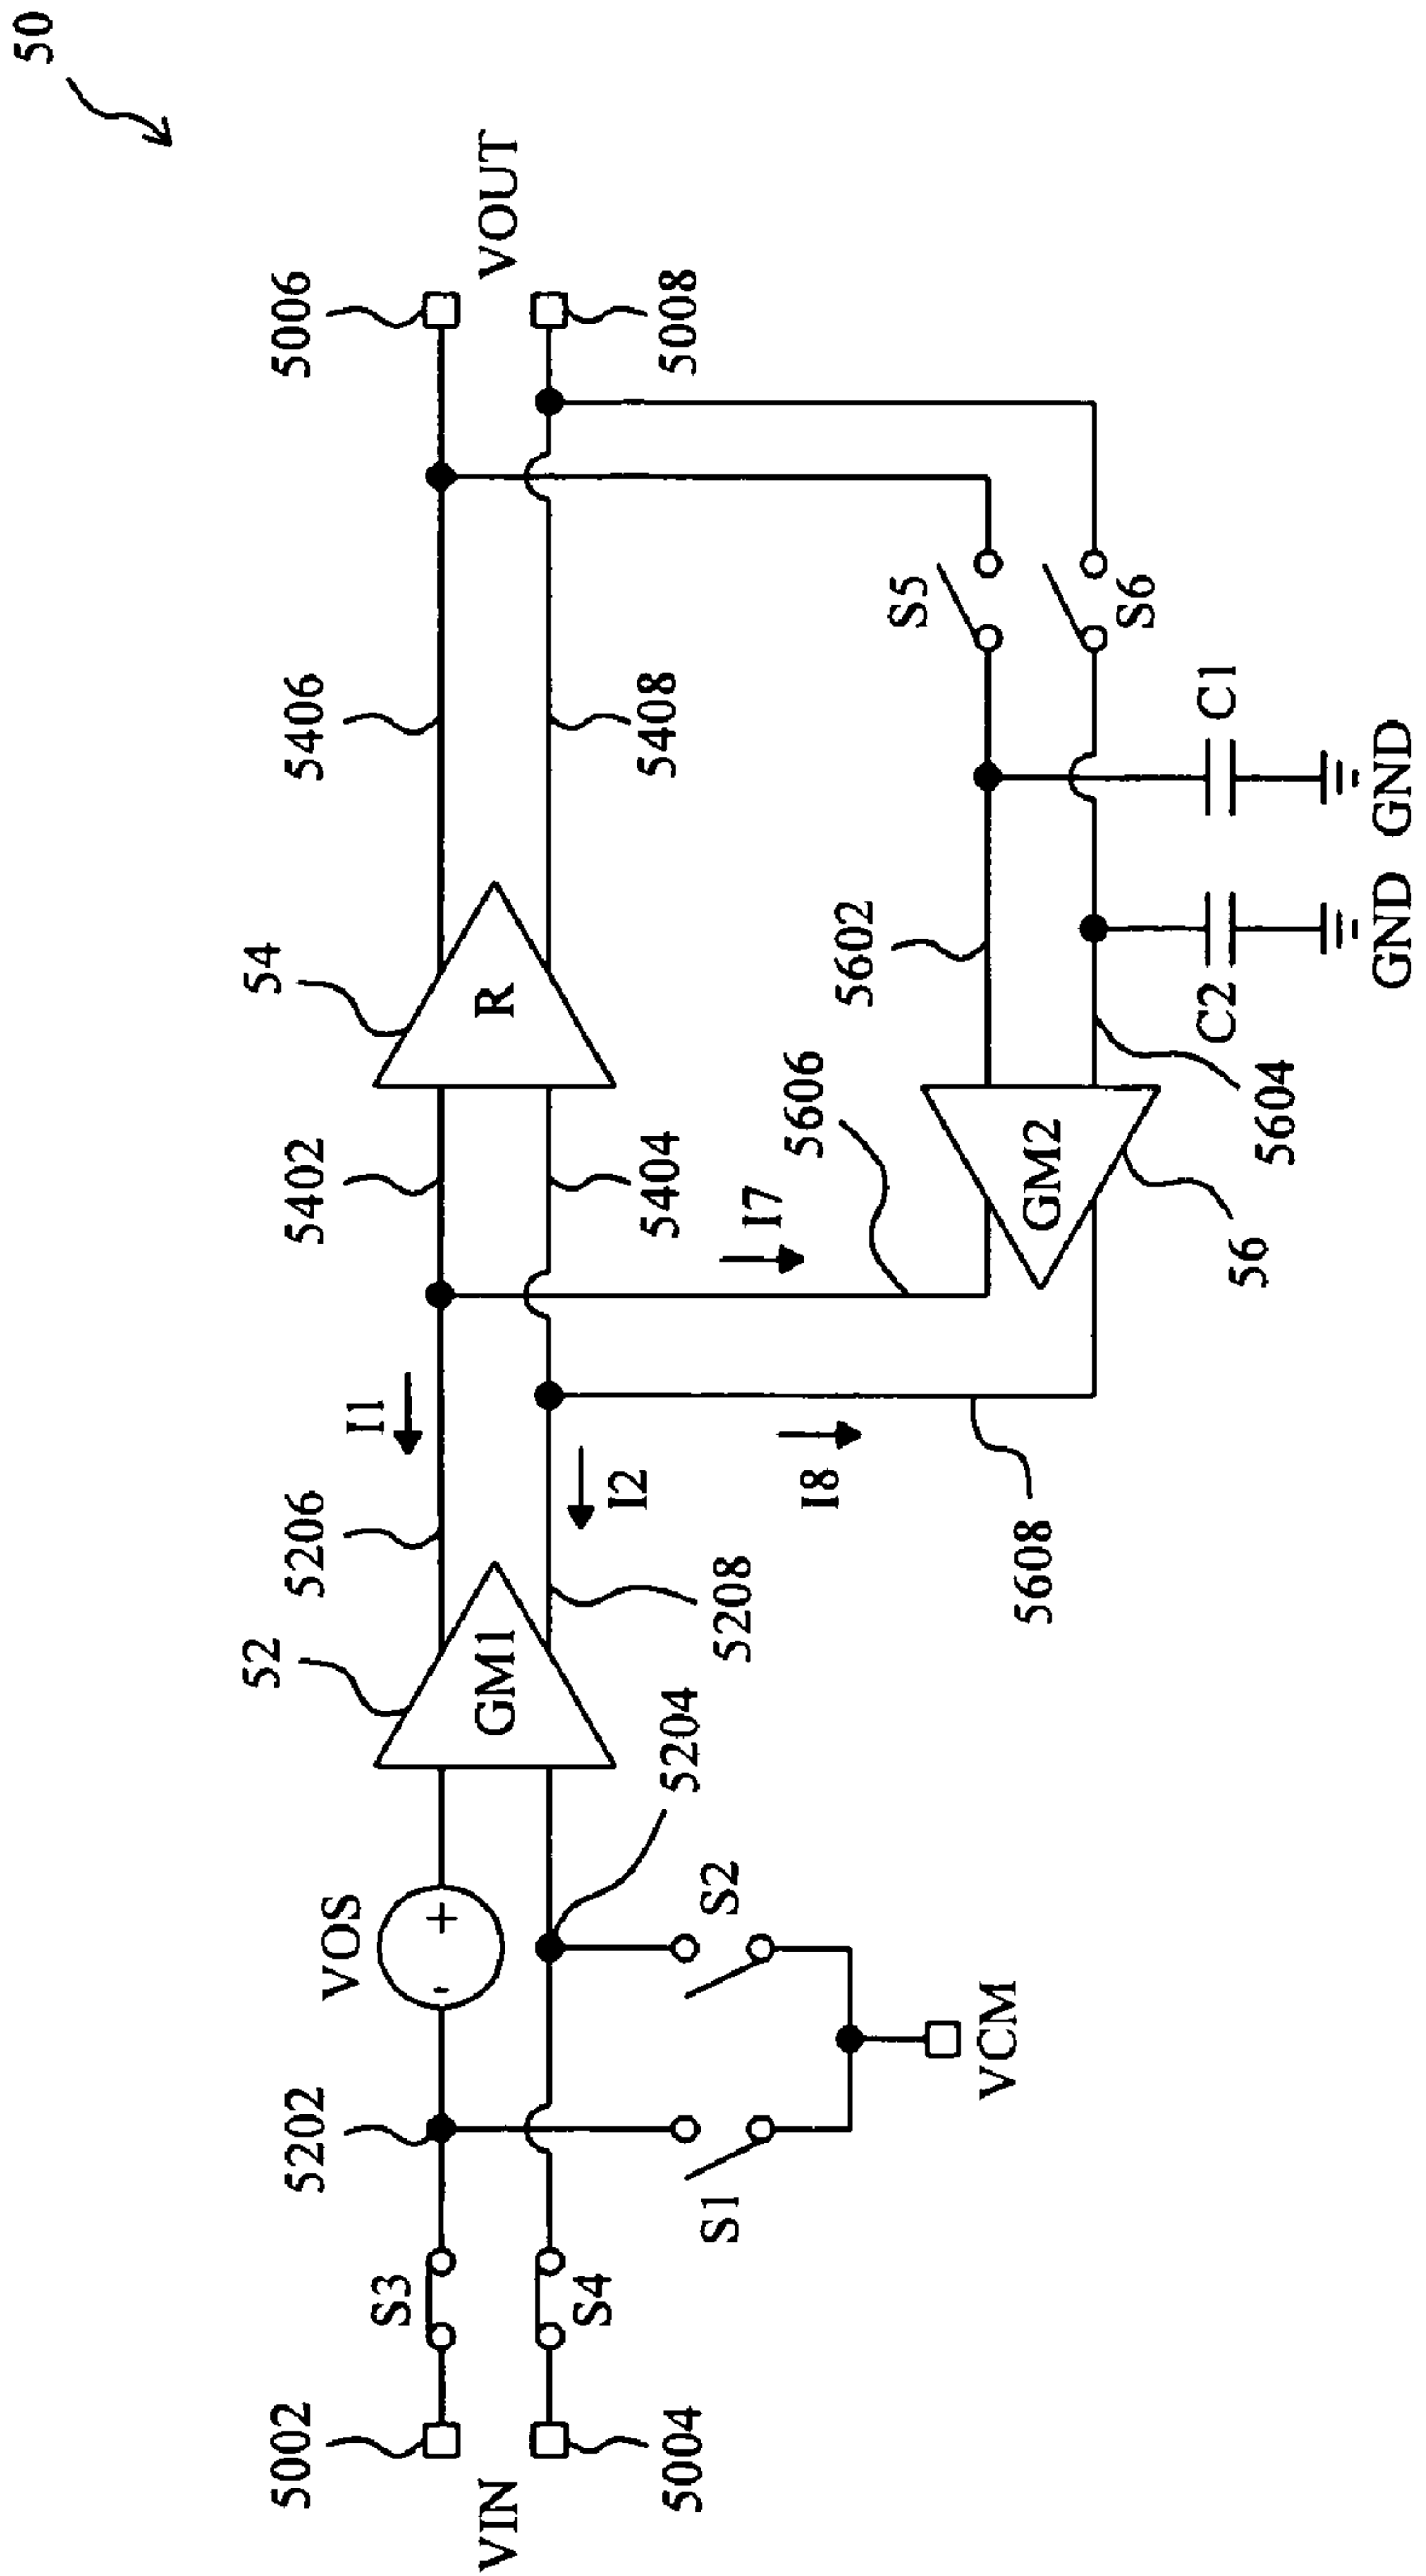 50
5006
VOUT
5008
5406
5408
54
R
5402
5404
I1
I2
5206
5208
52
GM1
5204
VOS
+
-
5202
S3
S4
5002
VIN
5004
S1
S2
VCM
I7
I8
5606
5608
GM2
56
5602
5604
S5
S6
C1
C2
GND
GND